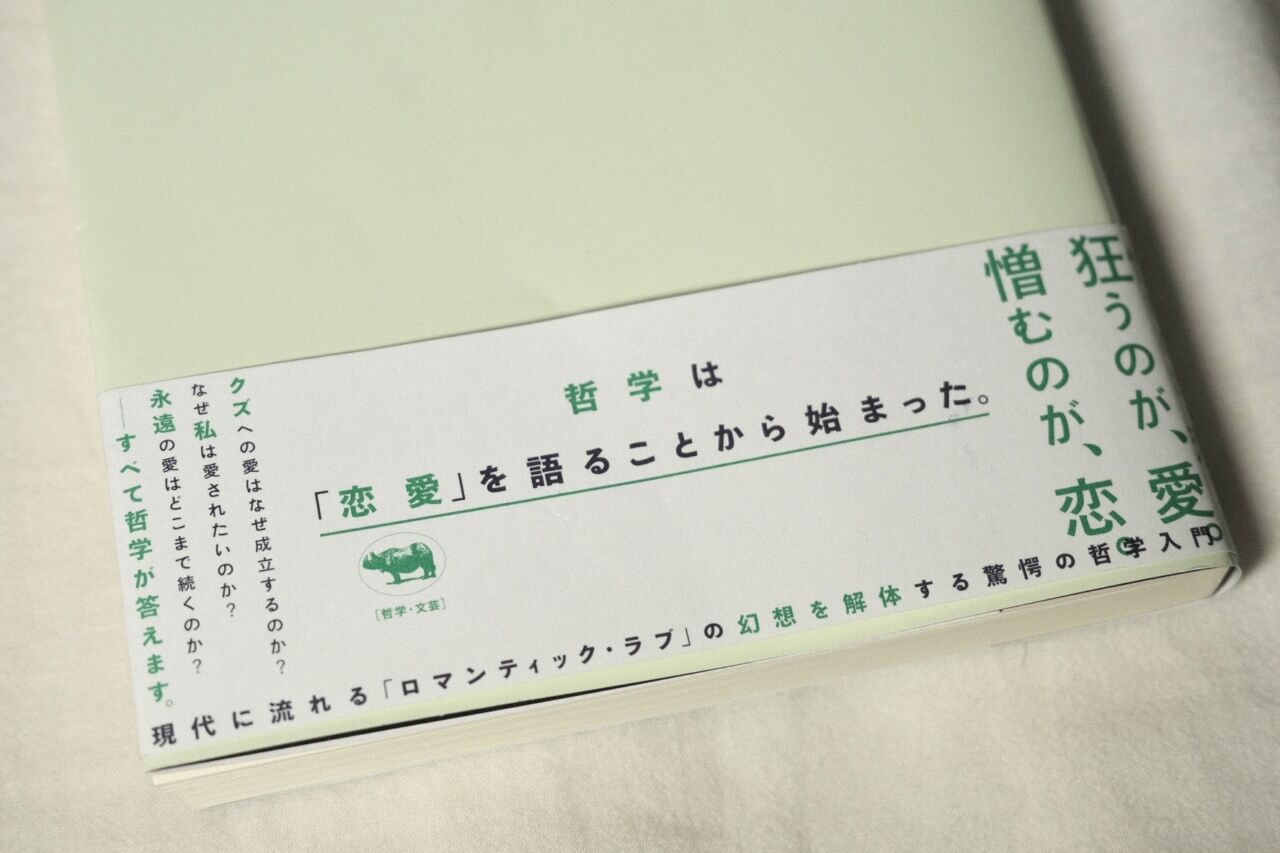 狂うのが、愛。
憎むのが、恋。
哲学は
「恋愛」を語ることから始まった。
[哲学・文芸]
クズへの愛はなぜ成立するのか?
なぜ私は愛されたいのか?
永遠の愛はどこまで続くのか?
──すべて哲学が答えます。
現代に流れる「ロマンティック・ラブ」の幻想を解体する驚愕の哲学入門。